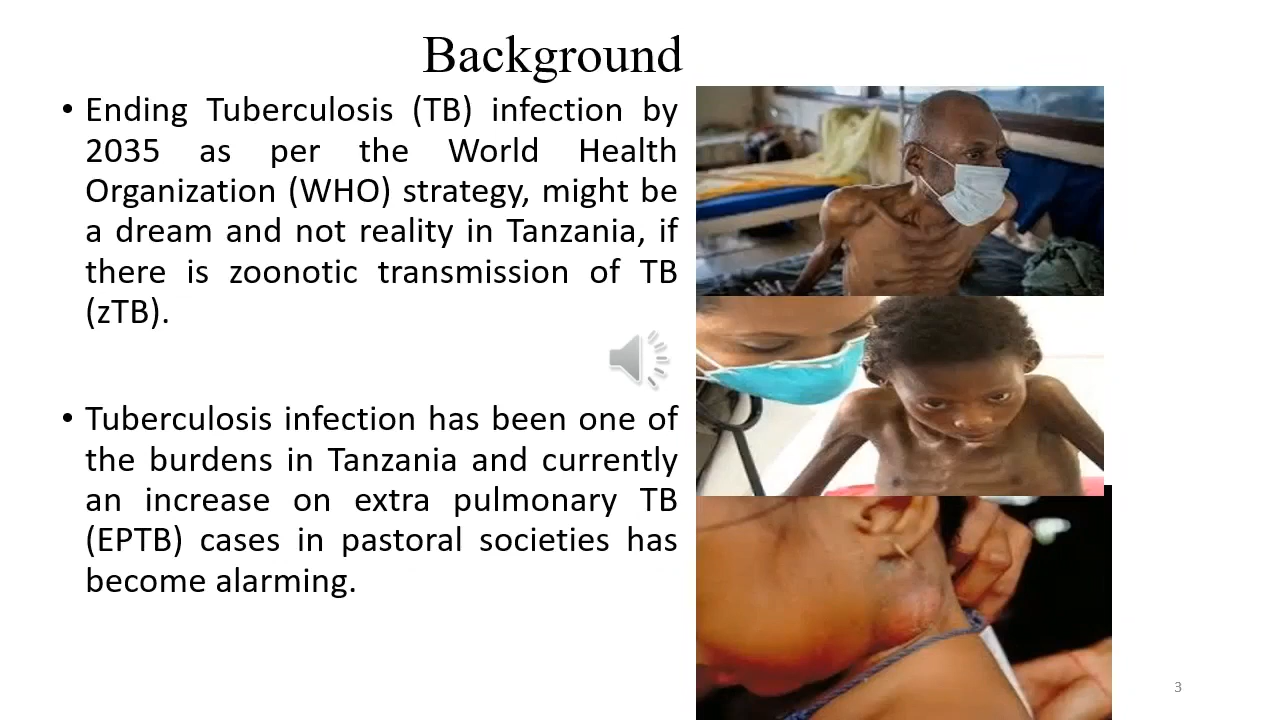 Background
• Ending Tuberculosis (TB) infection by
2035 as per the World Health
Organization (WHO) strategy, might be
a dream and not reality in Tanzania, if
there is zoonotic transmission of TB
(zTB).
• Tuberculosis infection has been one of
the burdens in Tanzania and currently
an increase on extra pulmonary TB
(EPTB) cases in pastoral societies has
become alarming.
3